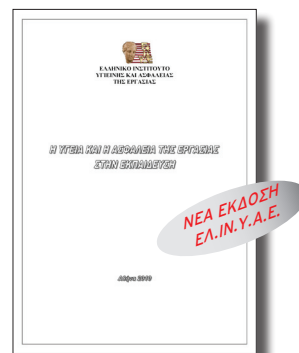 ΕΛΛΗΝΙΚΟ ΙΝΣΤΙΤΟΥΤΟ
ΥΓΙΕΙΝΗΣ ΚΑΙ ΑΣΦΑΛΕΙΑΣ
ΤΗΣ ΕΡΓΑΣΙΑΣ
Η ΥΓΕΙΑ ΚΑΙ Η ΑΣΦΑΛΕΙΑ ΤΗΣ ΕΡΓΑΣΙΑΣ
ΣΤΗΝ ΕΚΠΑΙΔΕΥΣΗ
ΝΕΑ ΕΚΔΟΣΗ
ΕΛ.ΙΝ.Υ.Α.Ε.
Αθήνα 2010